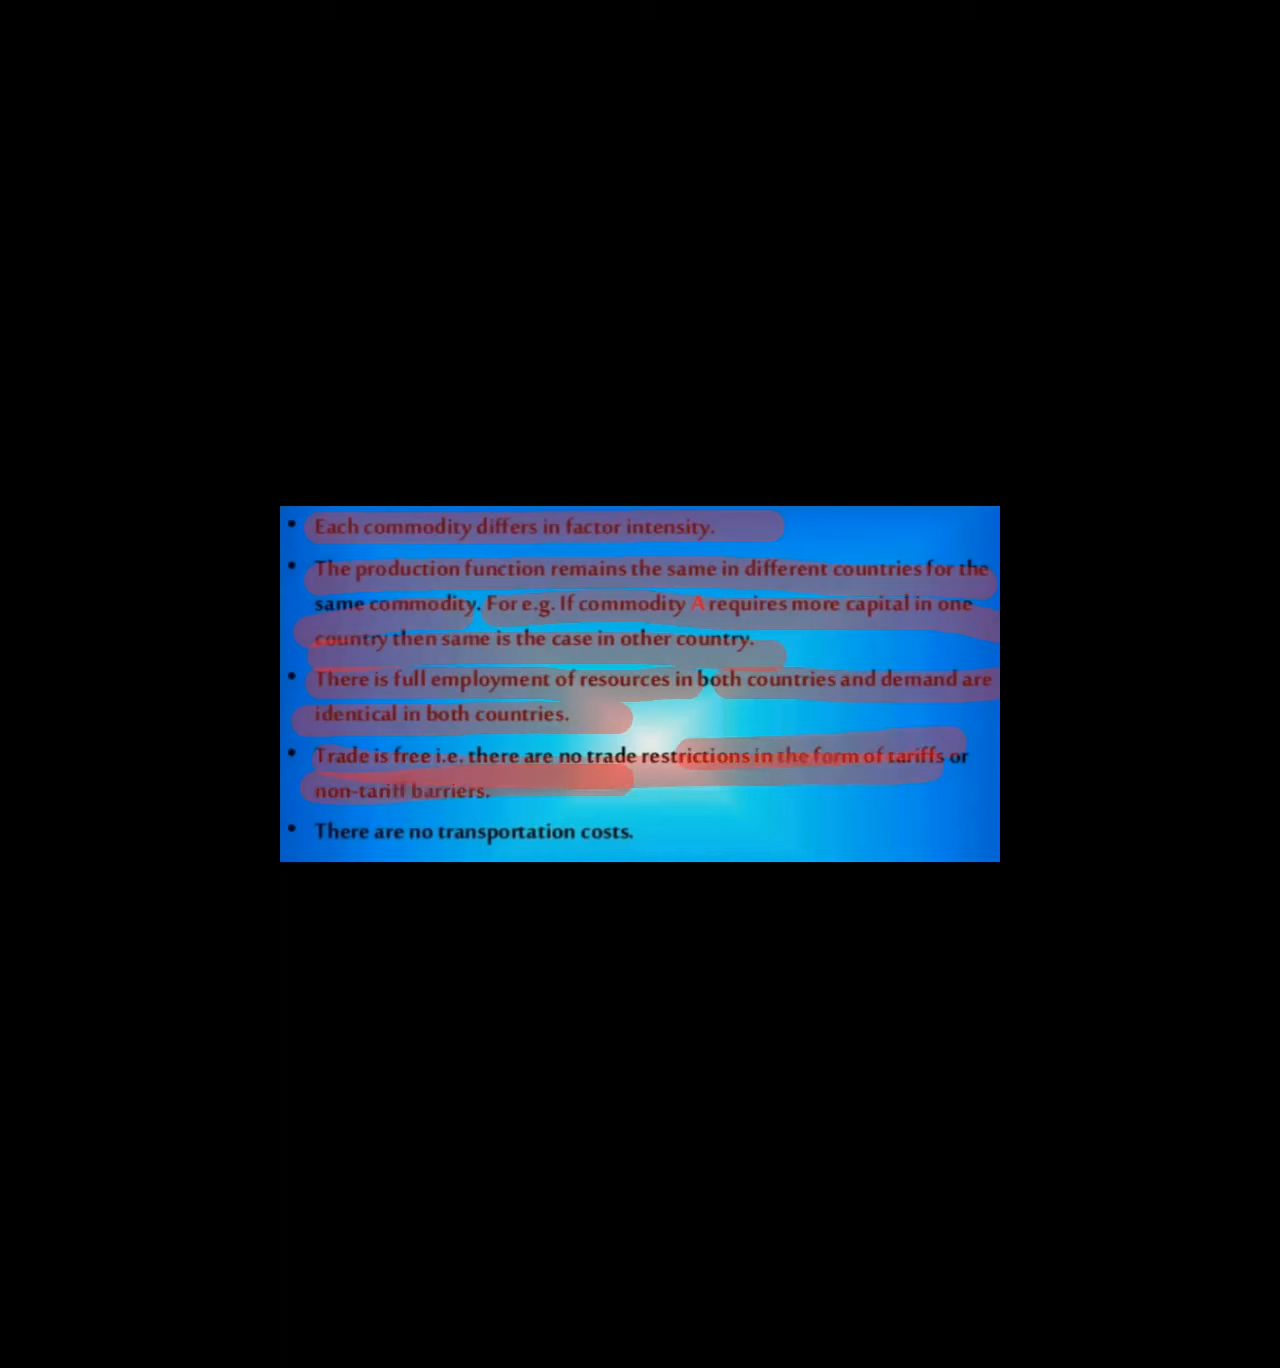 • Each commodity differs in factor intensity.
• The production function remains the same in different countries for the
same commodity. For e.g. If commodity A requires more capital in one
country then same is the case in other country.
• There is full employment of resources in both countries and demand are
identical in both countries.
• Trade is free i.e. there are no trade restrictions in the form of tariffs or
non-tariff barriers.
• There are no transportation costs.